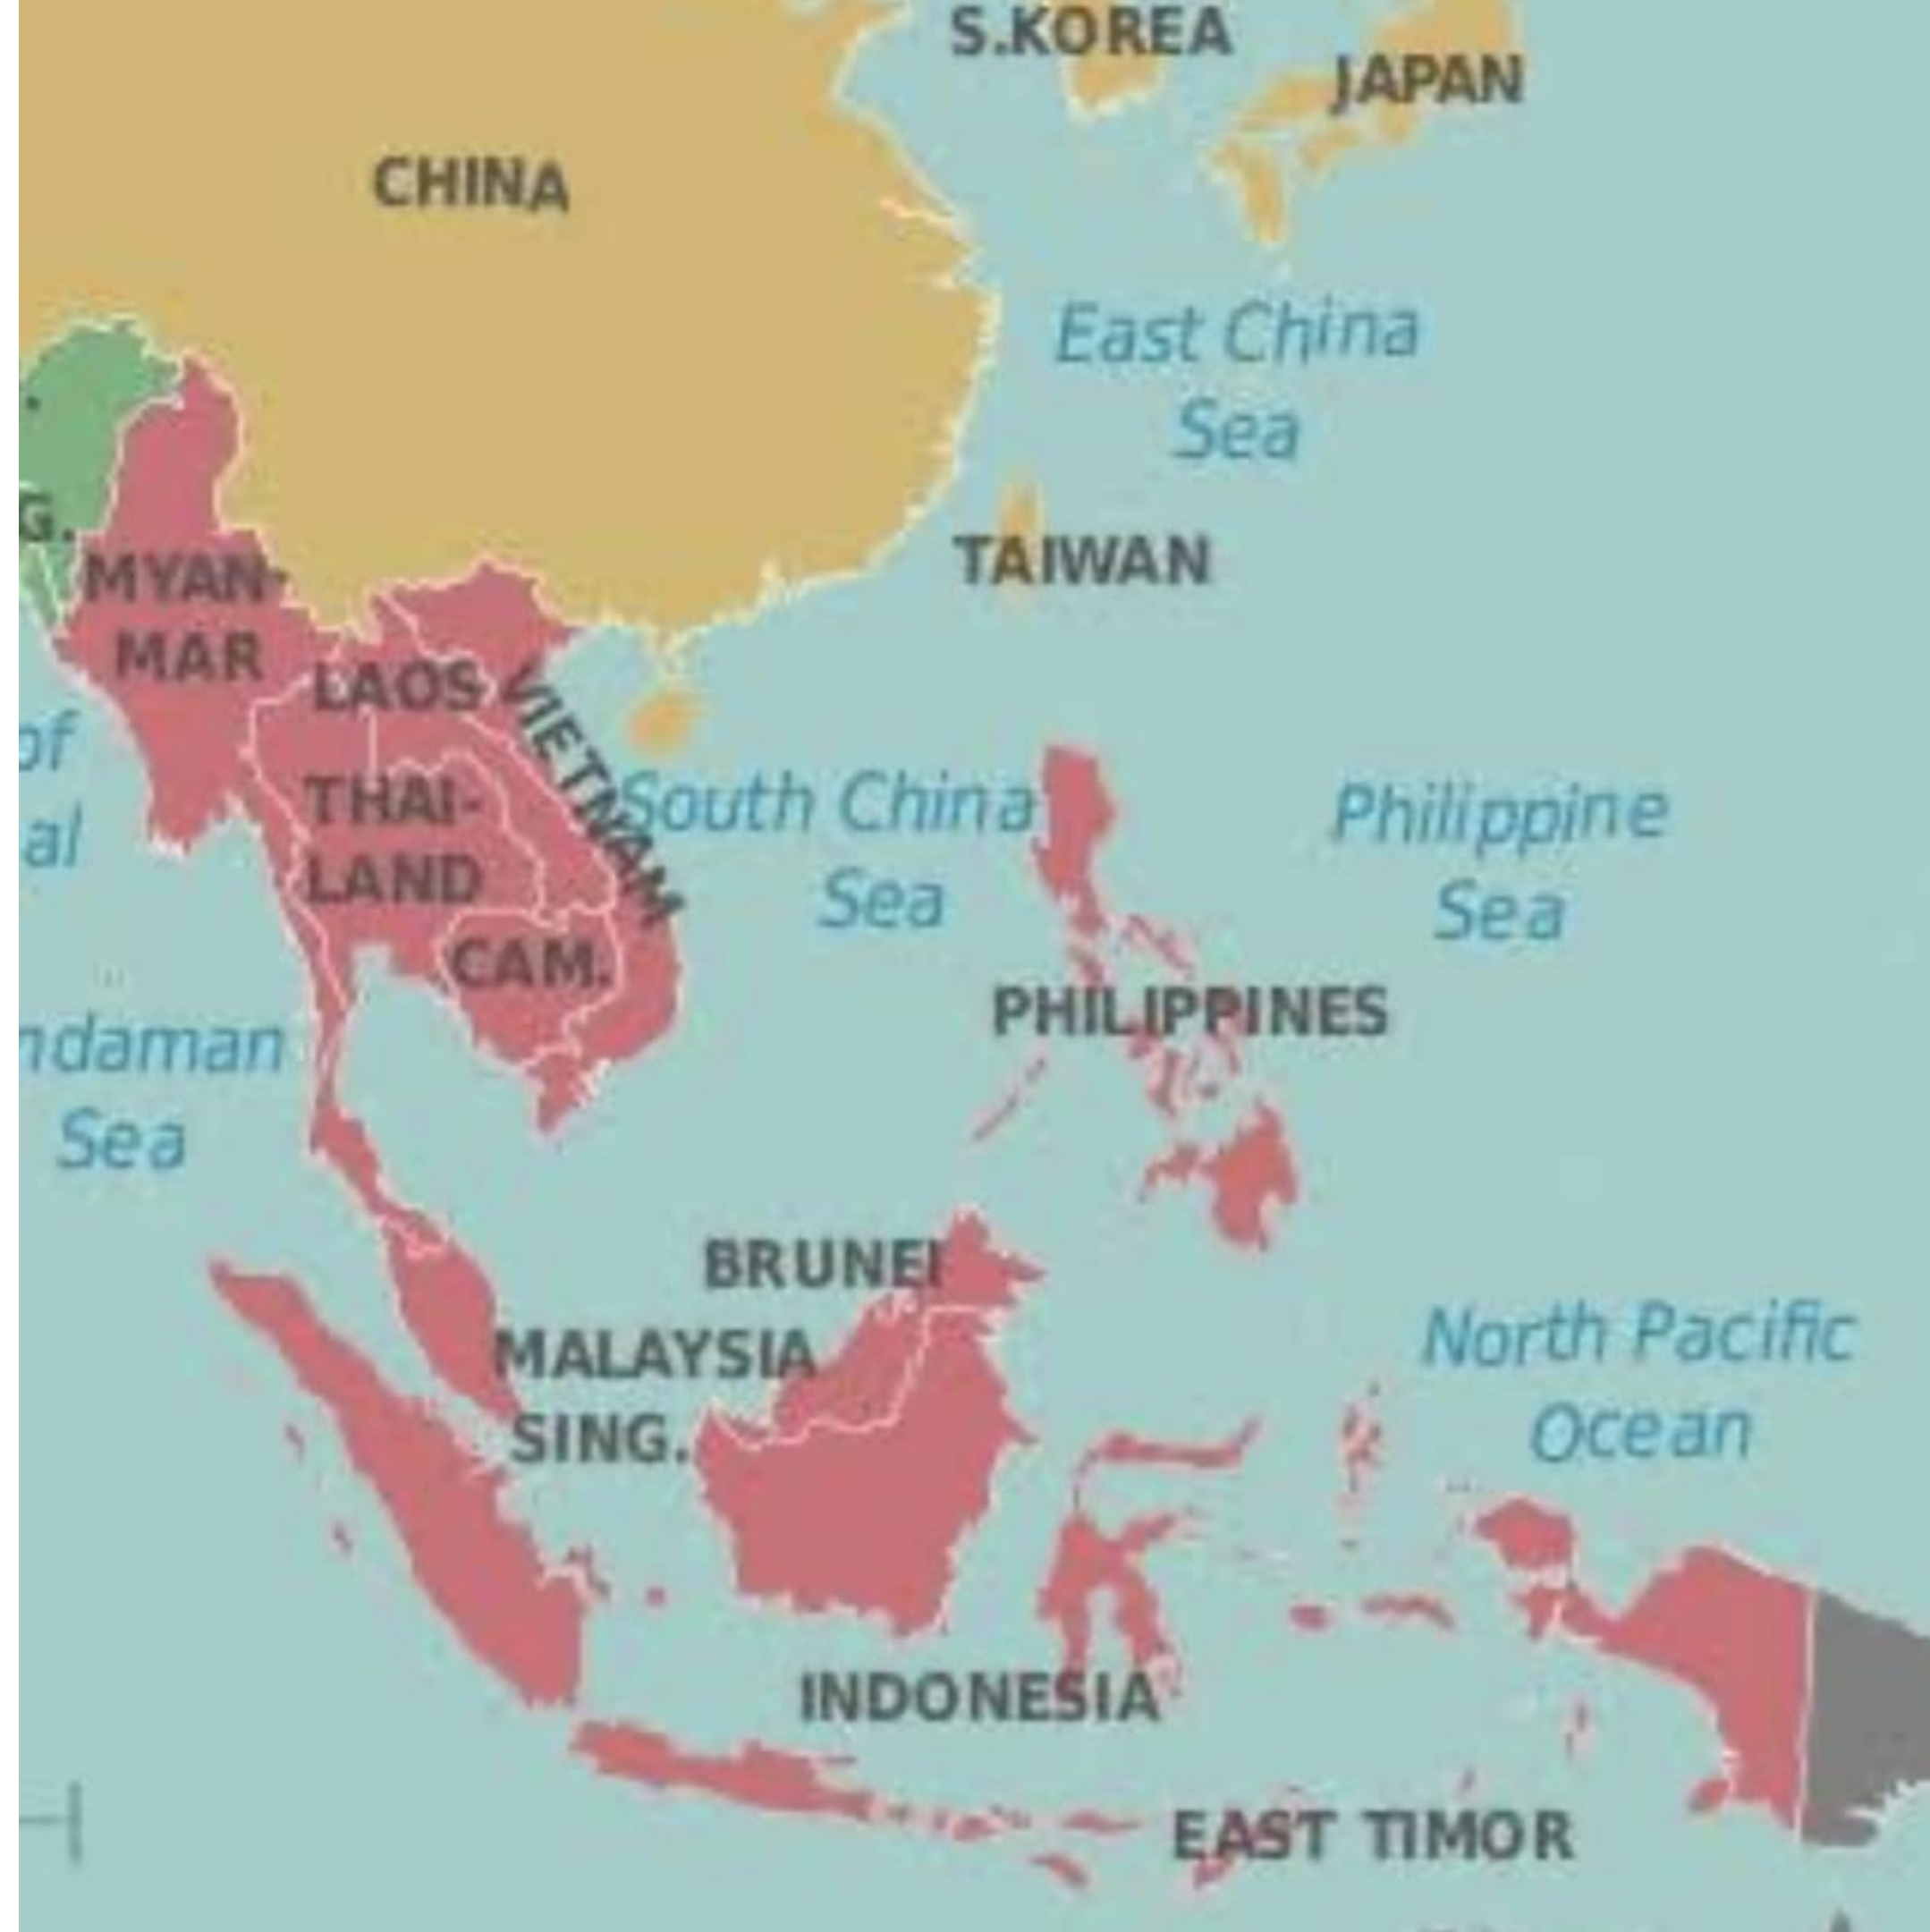 S.KOREA
JAPAN
CHINA
East China
Sea
G.
TAIWAN
MYAN-
MAR
LAOS
VIETNAM
of
al
THAI-
LAND
South China
Sea
Philippine
Sea
CAM.
PHILIPPINES
ndaman
Sea
BRUNEI
MALAYSIA
SING.
North Pacific
Ocean
INDONESIA
EAST TIMOR